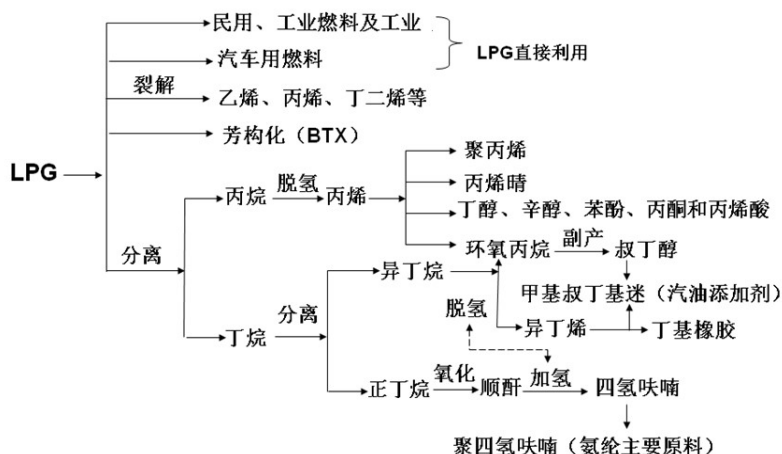 民用、工业燃料及工业
汽车用燃料
LPG直接利用
裂解
乙烯、丙烯、丁二烯等
芳构化（BTX）
LPG
聚丙烯
丙烯晴
丙烷
脱氢
丙烯
丁醇、辛醇、苯酚、丙酮和丙烯酸
分离
环氧丙烷
副产
叔丁醇
异丁烷
甲基叔丁基迷（汽油添加剂）
脱氢
丁烷
分离
异丁烯
丁基橡胶
正丁烷
氧化
顺酐
加氢
四氢呋喃
聚四氢呋喃（氨纶主要原料）